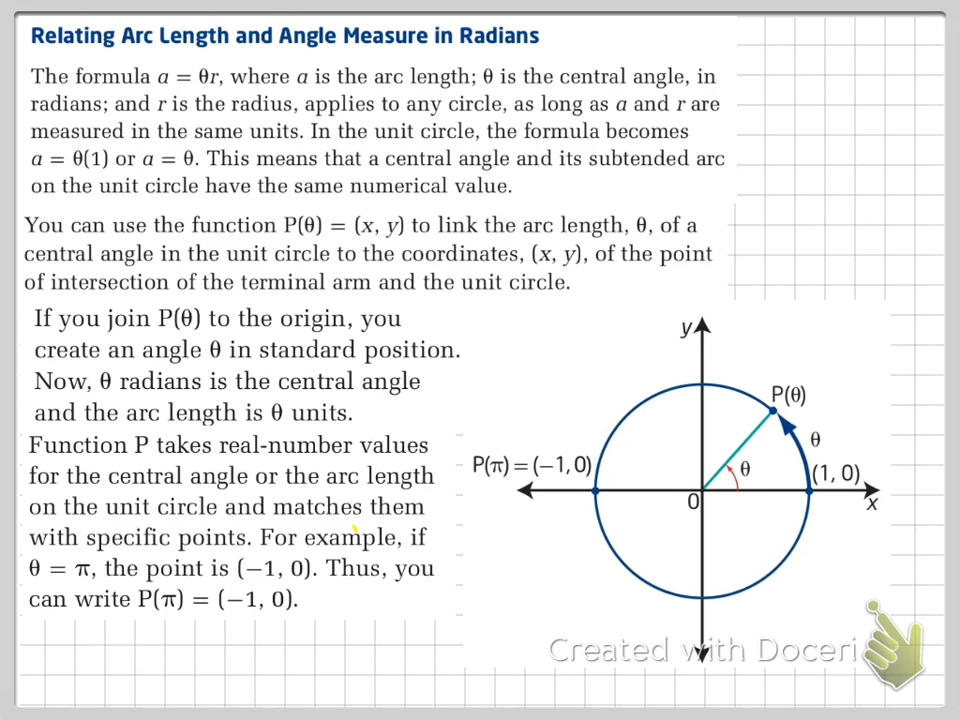 Relating Arc Length and Angle Measure in Radians
The formula a = θr, where a is the arc length; θ is the central angle, in
radians; and r is the radius, applies to any circle, as long as a and r are
measured in the same units. In the unit circle, the formula becomes
a = θ(1) or a = θ. This means that a central angle and its subtended arc
on the unit circle have the same numerical value.
You can use the function P(θ) = (x, y) to link the arc length, θ, of a
central angle in the unit circle to the coordinates, (x, y), of the point
of intersection of the terminal arm and the unit circle.
If you join P(θ) to the origin, you
create an angle θ in standard position.
Now, θ radians is the central angle
and the arc length is θ units.
Function P takes real-number values
for the central angle or the arc length
on the unit circle and matches them
with specific points. For example, if
θ = π, the point is (−1, 0). Thus, you
can write P(π) = (−1, 0).
y
P(θ)
θ
P(π) = (−1, 0)
θ
(1, 0)
0
x
Created with Doceri